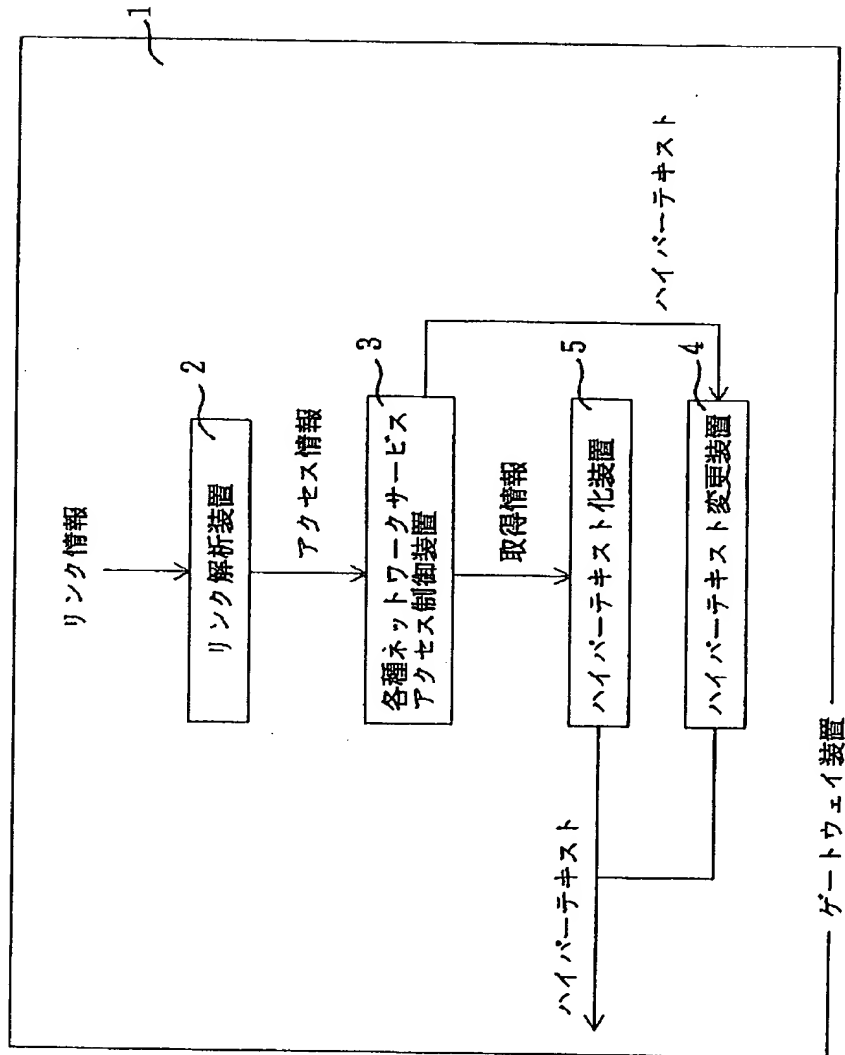 1
リンク情報
2
リンク解析装置
アクセス情報
3
各種ネットワークサービス
アクセス制御装置
ハイパーテキスト
取得情報
5
ハイパーテキスト化装置
4
ハイパーテキスト変更装置
ハイパーテキスト
ゲートウェイ装置